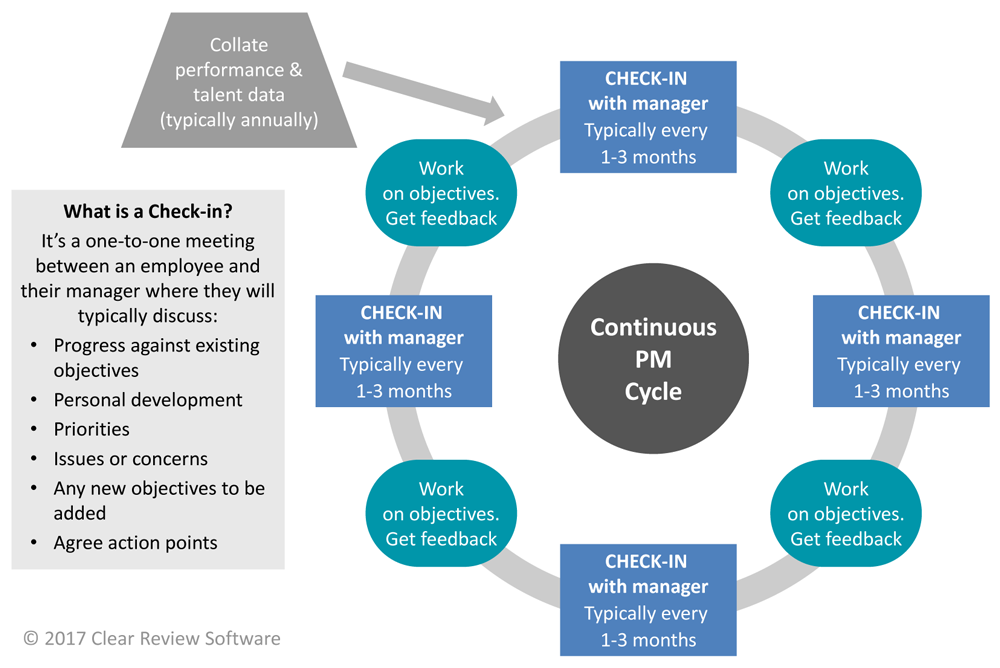 Collate
performance &
talent data
(typically annually)
CHECK-IN
with manager
Typically every
1-3 months
Work
on objectives.
Get feedback
Work
on objectives.
Get feedback
What is a Check-in?
It’s a one-to-one meeting
between an employee and
their manager where they will
typically discuss:
• Progress against existing
objectives
• Personal development
• Priorities
• Issues or concerns
• Any new objectives to be
added
• Agree action points
CHECK-IN
with manager
Typically every
1-3 months
Continuous
PM
Cycle
CHECK-IN
with manager
Typically every
1-3 months
Work
on objectives.
Get feedback
Work
on objectives.
Get feedback
CHECK-IN
with manager
Typically every
1-3 months
© 2017 Clear Review Software